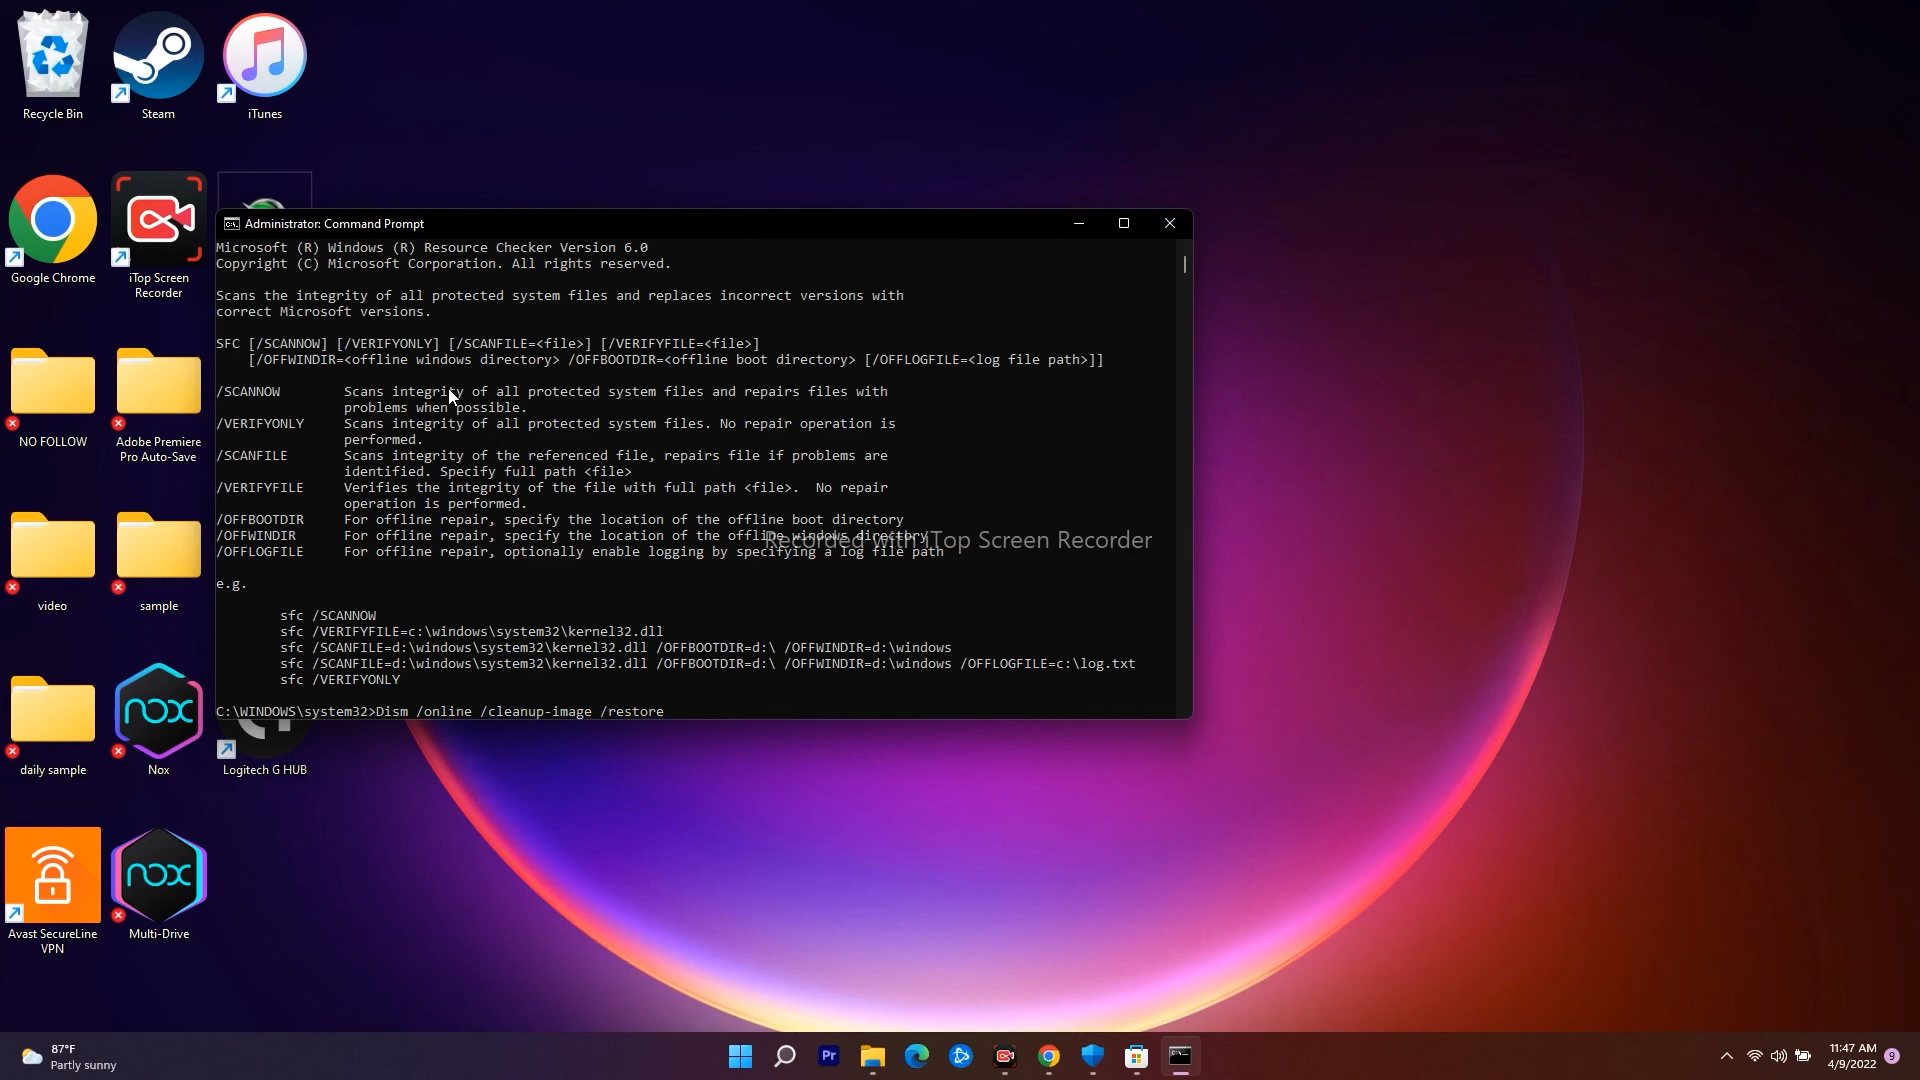 Recycle Bin
Steam
iTunes
Google Chrome
iTop Screen
Recorder
NO FOLLOW
Adobe Premiere
Pro Auto-Save
video
sample
daily sample
nox
Nox
Logitech G HUB
Avast SecureLine
VPN
nox
Multi-Drive
Administrator: Command Prompt
Microsoft (R) Windows (R) Resource Checker Version 6.0
Copyright (C) Microsoft Corporation. All rights reserved.
Scans the integrity of all protected system files and replaces incorrect versions with
correct Microsoft versions.
SFC [/SCANNOW] [/VERIFYONLY] [/SCANFILE=<file>] [/VERIFYFILE=<file>]
[/OFFWINDIR=<offline windows directory> /OFFBOOTDIR=<offline boot directory> [/OFFLOGFILE=<log file path>]]
/SCANNOW Scans integrity of all protected system files and repairs files with
problems when possible.
/VERIFYONLY Scans integrity of all protected system files. No repair operation is
performed.
/SCANFILE Scans integrity of the referenced file, repairs file if problems are
identified. Specify full path <file>
/VERIFYFILE Verifies the integrity of the file with full path <file>. No repair
operation is performed.
/OFFBOOTDIR For offline repair, specify the location of the offline boot directory
/OFFWINDIR For offline repair, specify the location of the offline windows directory
/OFFLOGFILE For offline repair, optionally enable logging by specifying a log file path
Recorded with iTop Screen Recorder
e.g.
sfc /SCANNOW
sfc /VERIFYFILE=c:\windows\system32\kernel32.dll
sfc /SCANFILE=d:\windows\system32\kernel32.dll /OFFBOOTDIR=d:\ /OFFWINDIR=d:\windows
sfc /SCANFILE=d:\windows\system32\kernel32.dll /OFFBOOTDIR=d:\ /OFFWINDIR=d:\windows /OFFLOGFILE=c:\log.txt
sfc /VERIFYONLY
C:\WINDOWS\system32>Dism /online /cleanup-image /restore
87°F
Partly sunny
Pr
11:47 AM
4/9/2022
9